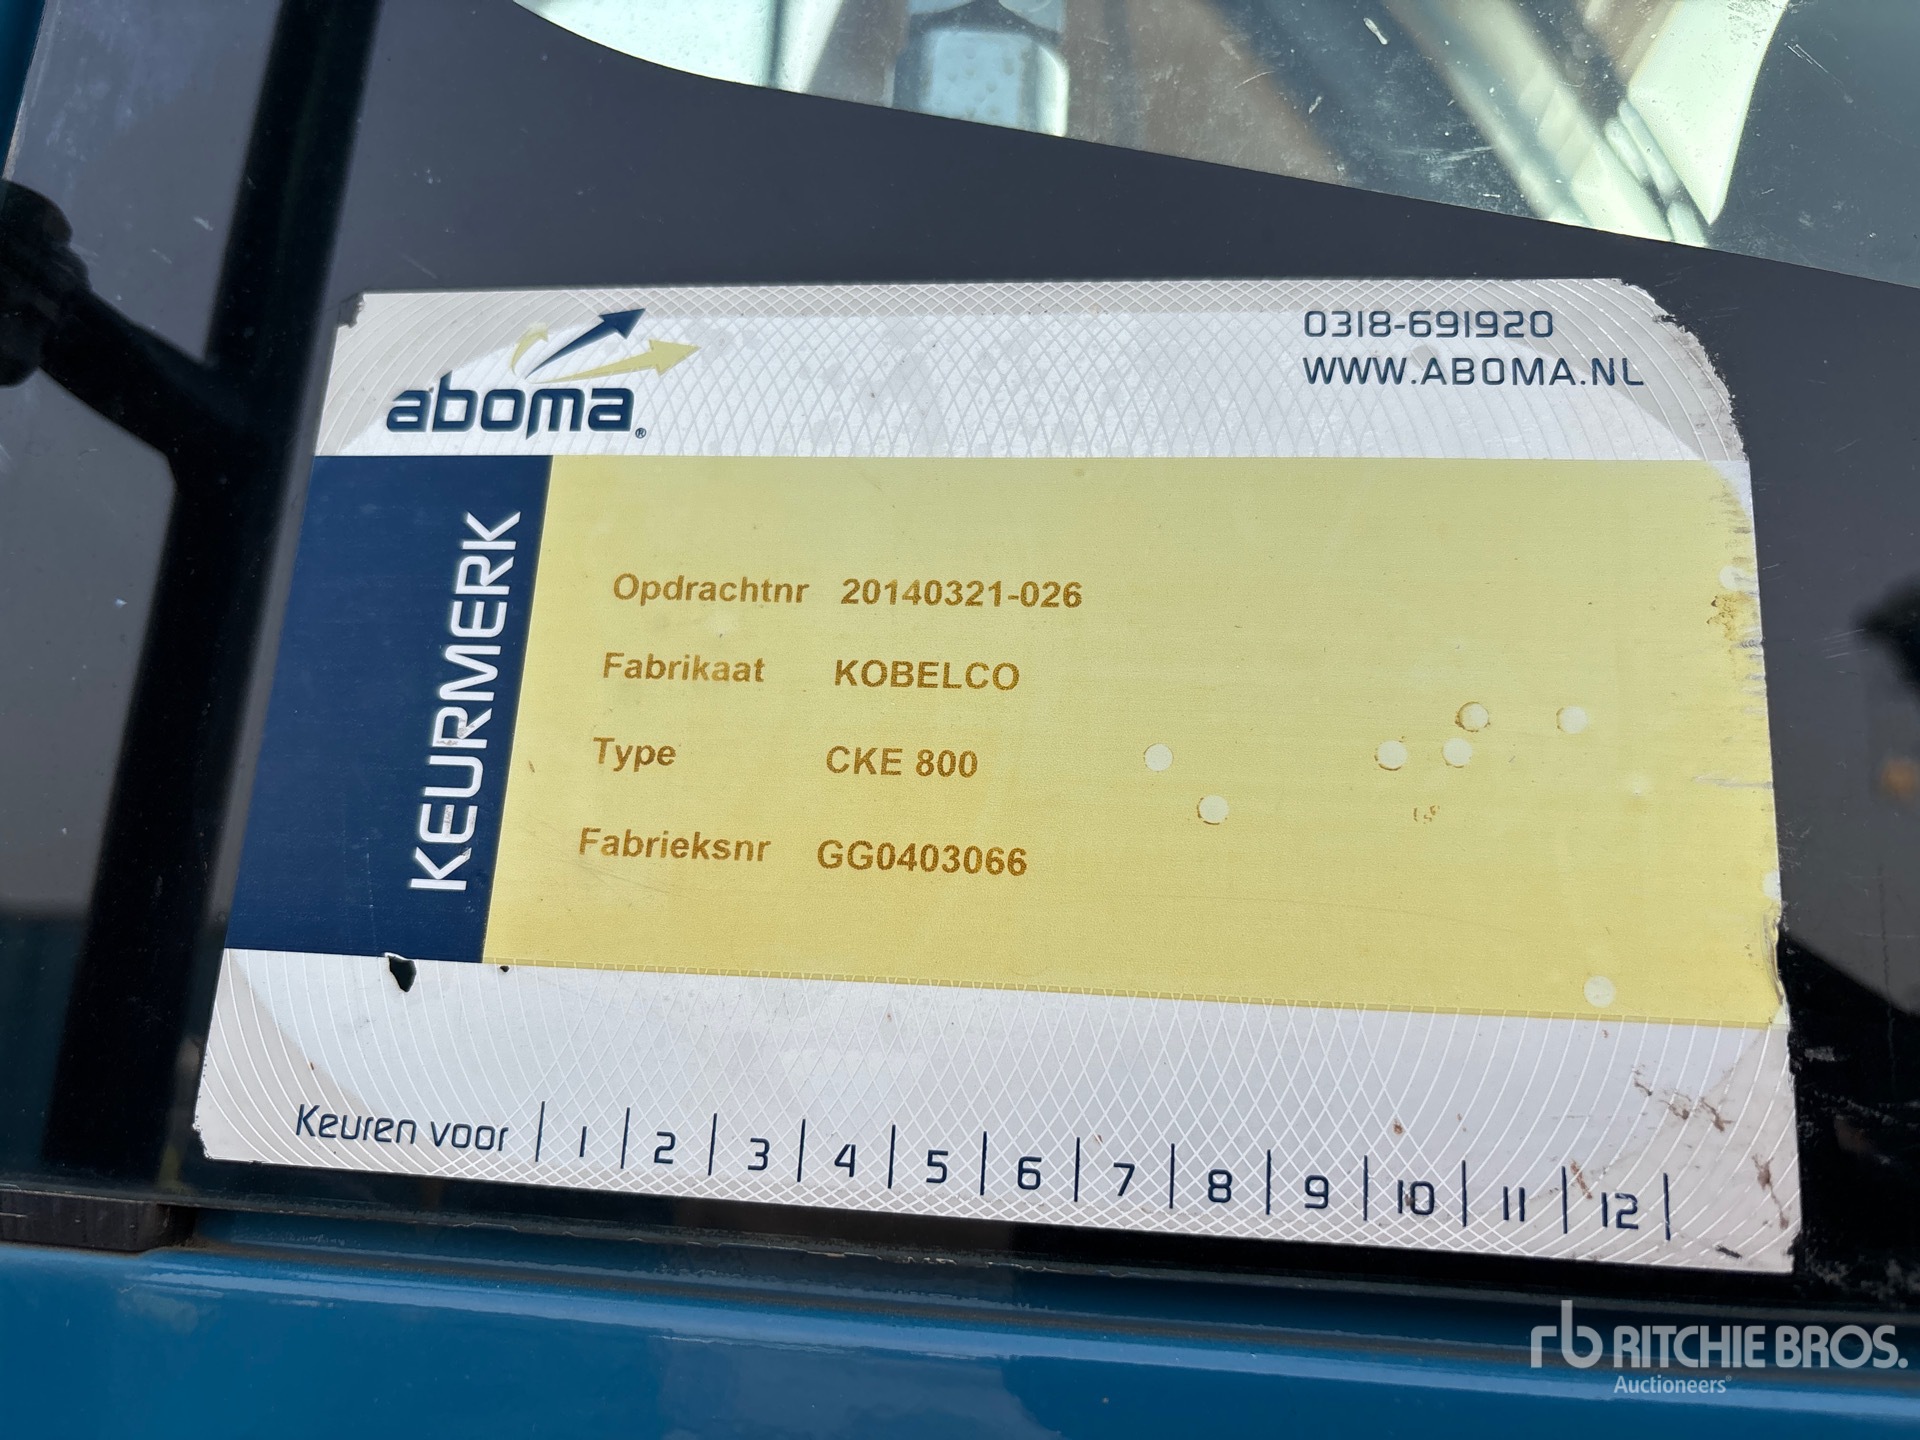 aboma®
0318-691920
WWW.ABOMA.NL
KEURMERK
Opdrachtnr 20140321-026
Fabrikaat KOBELCO
Type CKE 800
Fabrieksnr GG0403066
Keuren voor | 1 | 2 | 3 | 4 | 5 | 6 | 7 | 8 | 9 | 10 | 11 | 12 |
rb RITCHIE BROS.
Auctioneers